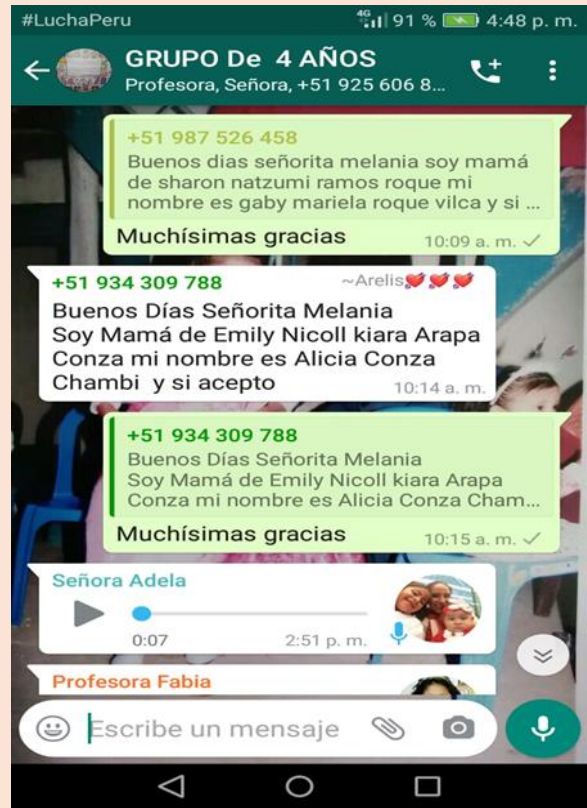 #LuchaPeru 4G 91 % 4:48 p. m.
GRUPO De 4 AÑOS
Profesora, Señora, +51 925 606 8...
+51 987 526 458
Buenos dias señorita melania soy mamá
de sharon natzumi ramos roque mi
nombre es gaby mariela roque vilca y si ...
Muchísimas gracias 10:09 a. m.
+51 934 309 788 ~Arelis💞💞💞
Buenos Días Señorita Melania
Soy Mamá de Emily Nicoll kiara Arapa
Conza mi nombre es Alicia Conza
Chambi y si acepto 10:14 a. m.
+51 934 309 788
Buenos Días Señorita Melania
Soy Mamá de Emily Nicoll kiara Arapa
Conza mi nombre es Alicia Conza Cham...
Muchísimas gracias 10:15 a. m.
Señora Adela
0:07 2:51 p. m.
Profesora Fabia
Escribe un mensaje